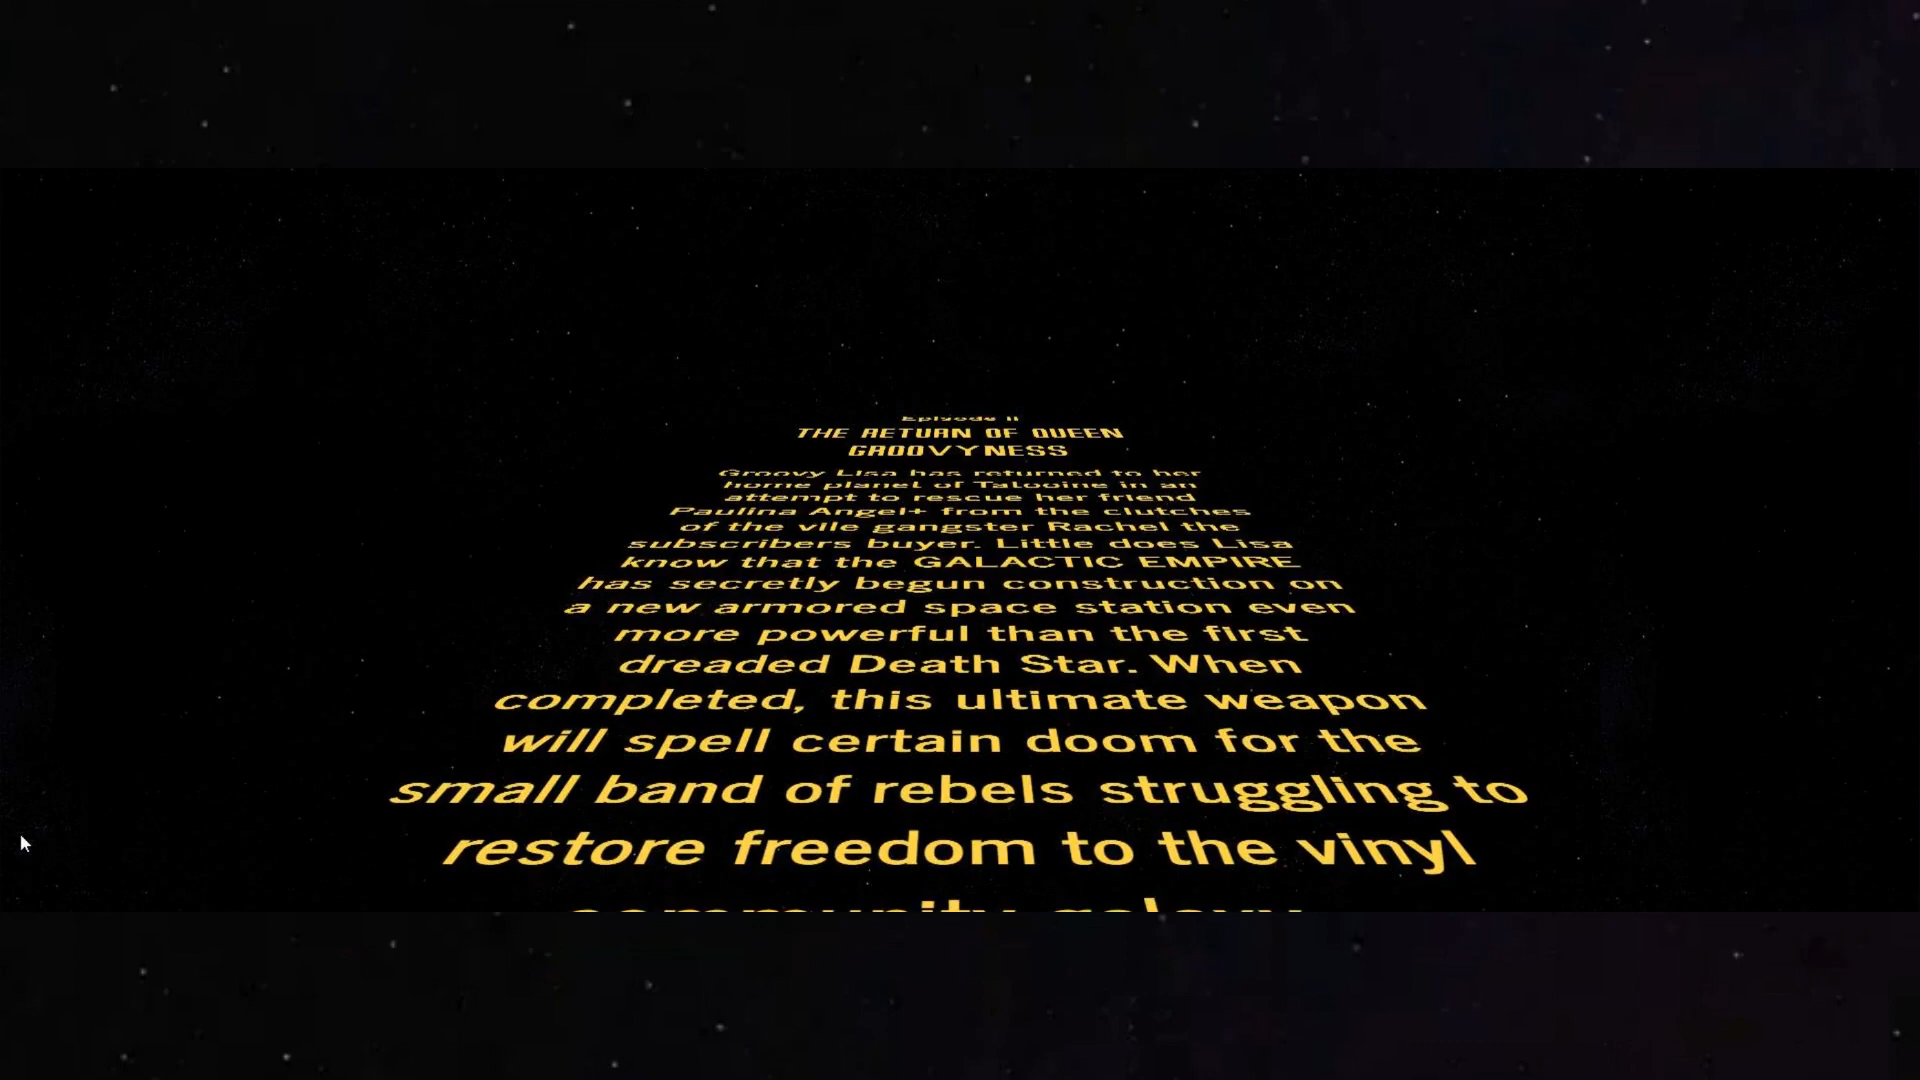 Episode II
THE RETURN OF QUEEN
GROOVYNESS
Groovy Lisa has returned to her
home planet of Tatooine in an
attempt to rescue her friend
Paulina Angel+ from the clutches
of the vile gangster Rachel the
subscribers buyer. Little does Lisa
know that the GALACTIC EMPIRE
has secretly begun construction on
a new armored space station even
more powerful than the first
dreaded Death Star. When
completed, this ultimate weapon
will spell certain doom for the
small band of rebels struggling to
restore freedom to the vinyl
community galaxy